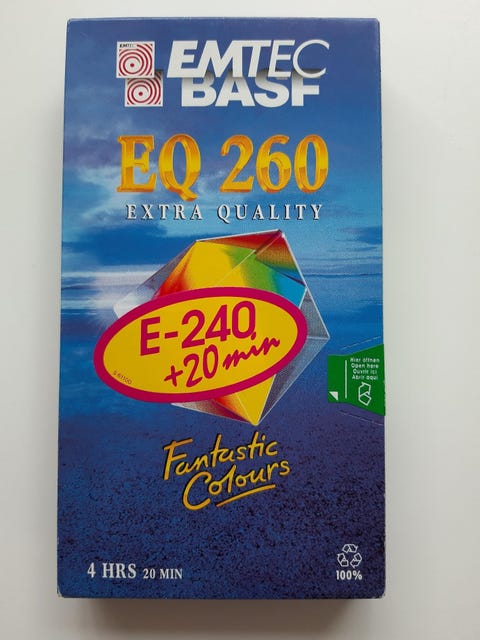 EMTEC
EMTEC
BASF
EQ 260
EXTRA QUALITY
E-240
+20 min
Hier öffnen
Open here
Ouvrir ici
Abrir aqui
Fantastic
Colours
4 HRS 20 MIN
100%